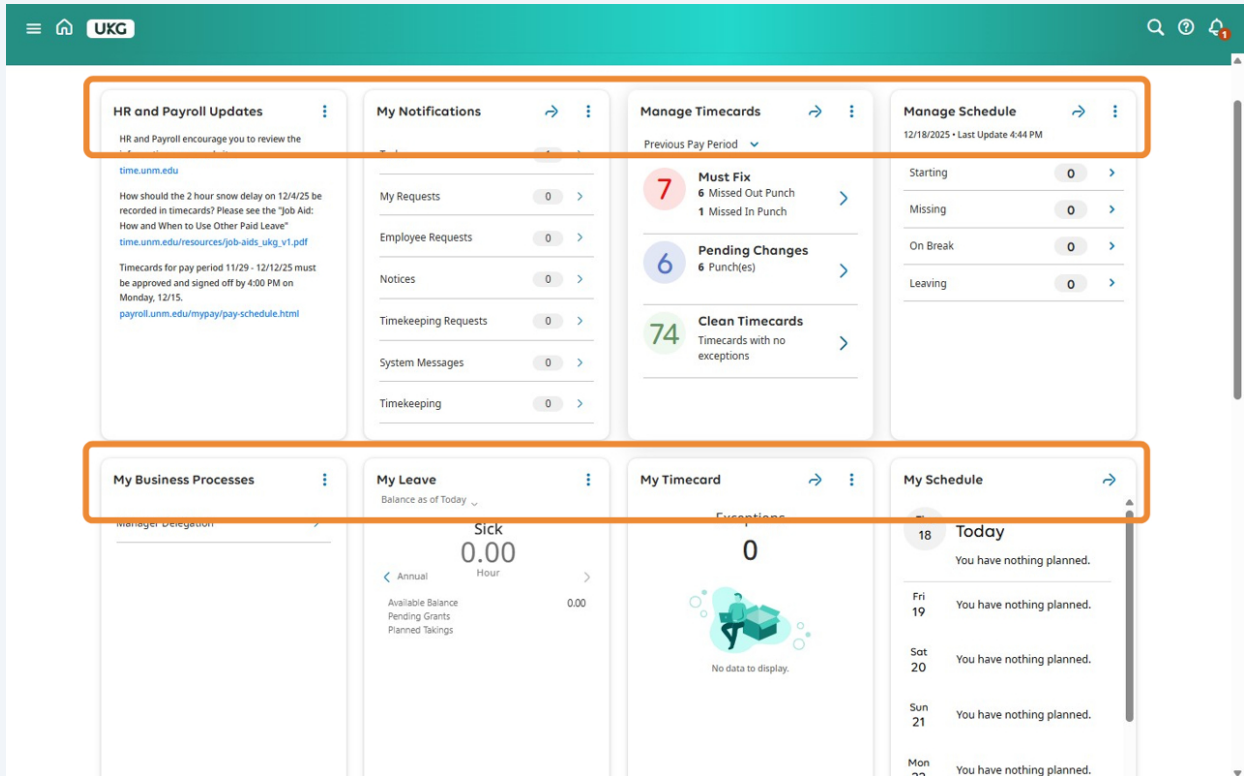 UKG
1
HR and Payroll Updates
HR and Payroll encourage you to review the
time.unm.edu
How should the 2 hour snow delay on 12/4/25 be
recorded in timecards? Please see the "Job Aid:
How and When to Use Other Paid Leave"
time.unm.edu/resources/job-aids_ukg_v1.pdf
Timecards for pay period 11/29 - 12/12/25 must
be approved and signed off by 4:00 PM on
Monday, 12/15.
payroll.unm.edu/mypay/pay-schedule.html
My Notifications
My Requests 0
Employee Requests 0
Notices 0
Timekeeping Requests 0
System Messages 0
Timekeeping 0
Manage Timecards
Previous Pay Period
7
Must Fix
6 Missed Out Punch
1 Missed In Punch
6
Pending Changes
6 Punch(es)
74
Clean Timecards
Timecards with no
exceptions
Manage Schedule
12/18/2025 • Last Update 4:44 PM
Starting 0
Missing 0
On Break 0
Leaving 0
My Business Processes
Manager Delegation
My Leave
Balance as of Today
Sick
0.00
Hour
Annual
Available Balance 0.00
Pending Grants
Planned Takings
My Timecard
Exceptions
0
No data to display.
My Schedule
18 Today
You have nothing planned.
Fri
19 You have nothing planned.
Sat
20 You have nothing planned.
Sun
21 You have nothing planned.
Mon
You have nothing planned.